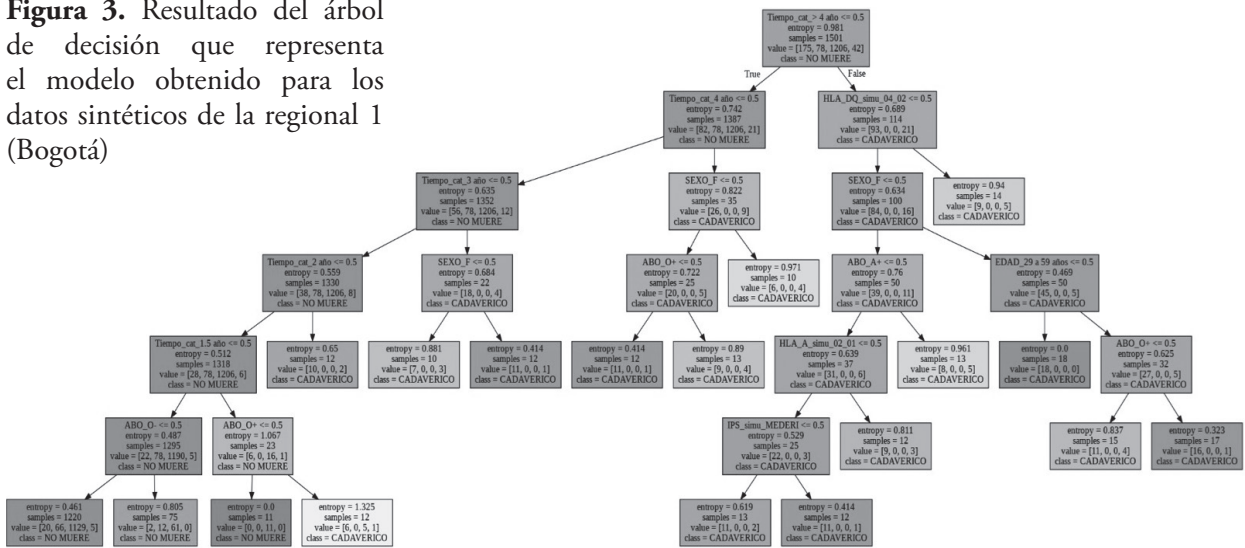 Figura 3. Resultado del árbol
de decisión que representa
el modelo obtenido para los
datos sintéticos de la regional 1
(Bogotá)
Tiempo_cat_> 4 año <= 0.5
entropy = 0.981
samples = 1501
value = [175, 78, 1206, 42]
class = NO MUERE
True
False
Tiempo_cat_4 año <= 0.5
entropy = 0.742
samples = 1387
value = [82, 78, 1206, 21]
class = NO MUERE
HLA_DQ_simu_04_02 <= 0.5
entropy = 0.689
samples = 114
value = [93, 0, 0, 21]
class = CADAVERICO
Tiempo_cat_3 año <= 0.5
entropy = 0.635
samples = 1352
value = [56, 78, 1206, 12]
class = NO MUERE
SEXO_F <= 0.5
entropy = 0.822
samples = 35
value = [26, 0, 0, 9]
class = CADAVERICO
SEXO_F <= 0.5
entropy = 0.634
samples = 100
value = [84, 0, 0, 16]
class = CADAVERICO
entropy = 0.94
samples = 14
value = [9, 0, 0, 5]
class = CADAVERICO
Tiempo_cat_2 año <= 0.5
entropy = 0.559
samples = 1330
value = [38, 78, 1206, 8]
class = NO MUERE
SEXO_F <= 0.5
entropy = 0.684
samples = 22
value = [18, 0, 0, 4]
class = CADAVERICO
ABO_O+ <= 0.5
entropy = 0.722
samples = 25
value = [20, 0, 0, 5]
class = CADAVERICO
entropy = 0.971
samples = 10
value = [6, 0, 0, 4]
class = CADAVERICO
ABO_A+ <= 0.5
entropy = 0.76
samples = 50
value = [39, 0, 0, 11]
class = CADAVERICO
EDAD_29 a 59 años <= 0.5
entropy = 0.469
samples = 50
value = [45, 0, 0, 5]
class = CADAVERICO
Tiempo_cat_1.5 año <= 0.5
entropy = 0.512
samples = 1318
value = [28, 78, 1206, 6]
class = NO MUERE
entropy = 0.65
samples = 12
value = [10, 0, 0, 2]
class = CADAVERICO
entropy = 0.881
samples = 10
value = [7, 0, 0, 3]
class = CADAVERICO
entropy = 0.414
samples = 12
value = [11, 0, 0, 1]
class = CADAVERICO
entropy = 0.414
samples = 12
value = [11, 0, 0, 1]
class = CADAVERICO
entropy = 0.89
samples = 13
value = [9, 0, 0, 4]
class = CADAVERICO
HLA_A_simu_02_01 <= 0.5
entropy = 0.639
samples = 37
value = [31, 0, 0, 6]
class = CADAVERICO
entropy = 0.961
samples = 13
value = [8, 0, 0, 5]
class = CADAVERICO
entropy = 0.0
samples = 18
value = [18, 0, 0, 0]
class = CADAVERICO
ABO_O+ <= 0.5
entropy = 0.625
samples = 32
value = [27, 0, 0, 5]
class = CADAVERICO
ABO_O- <= 0.5
entropy = 0.487
samples = 1295
value = [22, 78, 1190, 5]
class = NO MUERE
ABO_O+ <= 0.5
entropy = 1.067
samples = 23
value = [6, 0, 16, 1]
class = NO MUERE
IPS_simu_MEDERI <= 0.5
entropy = 0.529
samples = 25
value = [22, 0, 0, 3]
class = CADAVERICO
entropy = 0.811
samples = 12
value = [9, 0, 0, 3]
class = CADAVERICO
entropy = 0.837
samples = 15
value = [11, 0, 0, 4]
class = CADAVERICO
entropy = 0.323
samples = 17
value = [16, 0, 0, 1]
class = CADAVERICO
entropy = 0.461
samples = 1220
value = [20, 66, 1129, 5]
class = NO MUERE
entropy = 0.805
samples = 75
value = [2, 12, 61, 0]
class = NO MUERE
entropy = 0.0
samples = 11
value = [0, 0, 11, 0]
class = NO MUERE
entropy = 1.325
samples = 12
value = [6, 0, 5, 1]
class = CADAVERICO
entropy = 0.619
samples = 13
value = [11, 0, 0, 2]
class = CADAVERICO
entropy = 0.414
samples = 12
value = [11, 0, 0, 1]
class = CADAVERICO